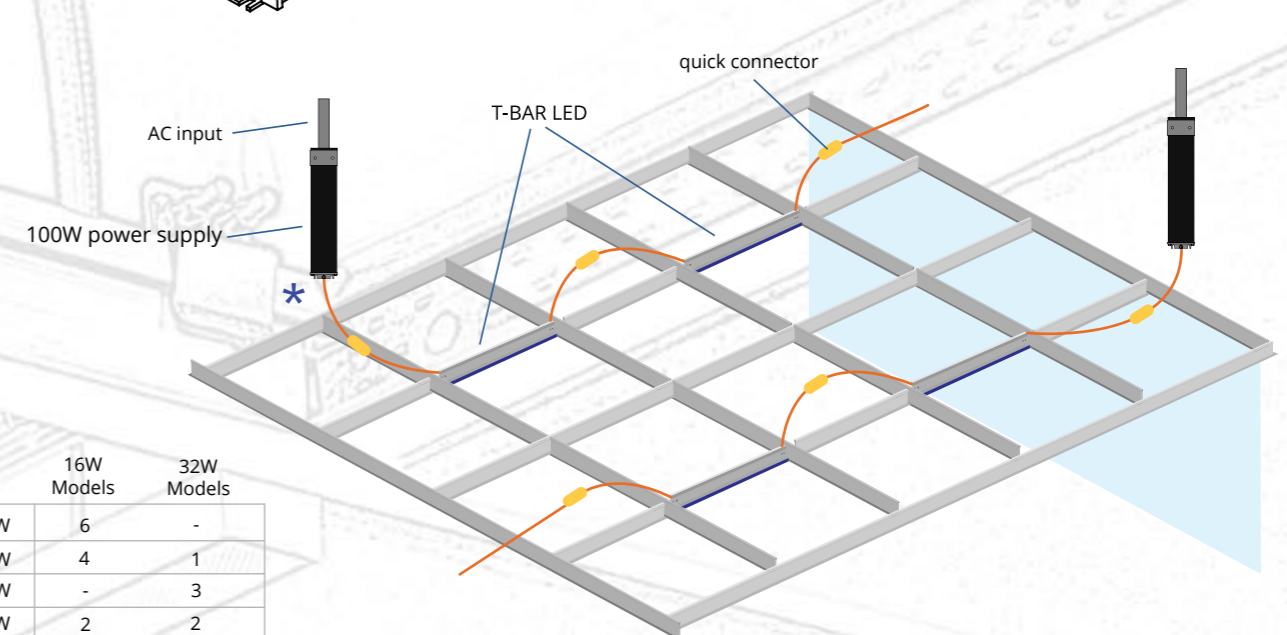 quick connector
T-BAR LED
AC input
100W power supply
*
16W Models
32W Models
W 6 -
W 4 1
W - 3
W 2 2